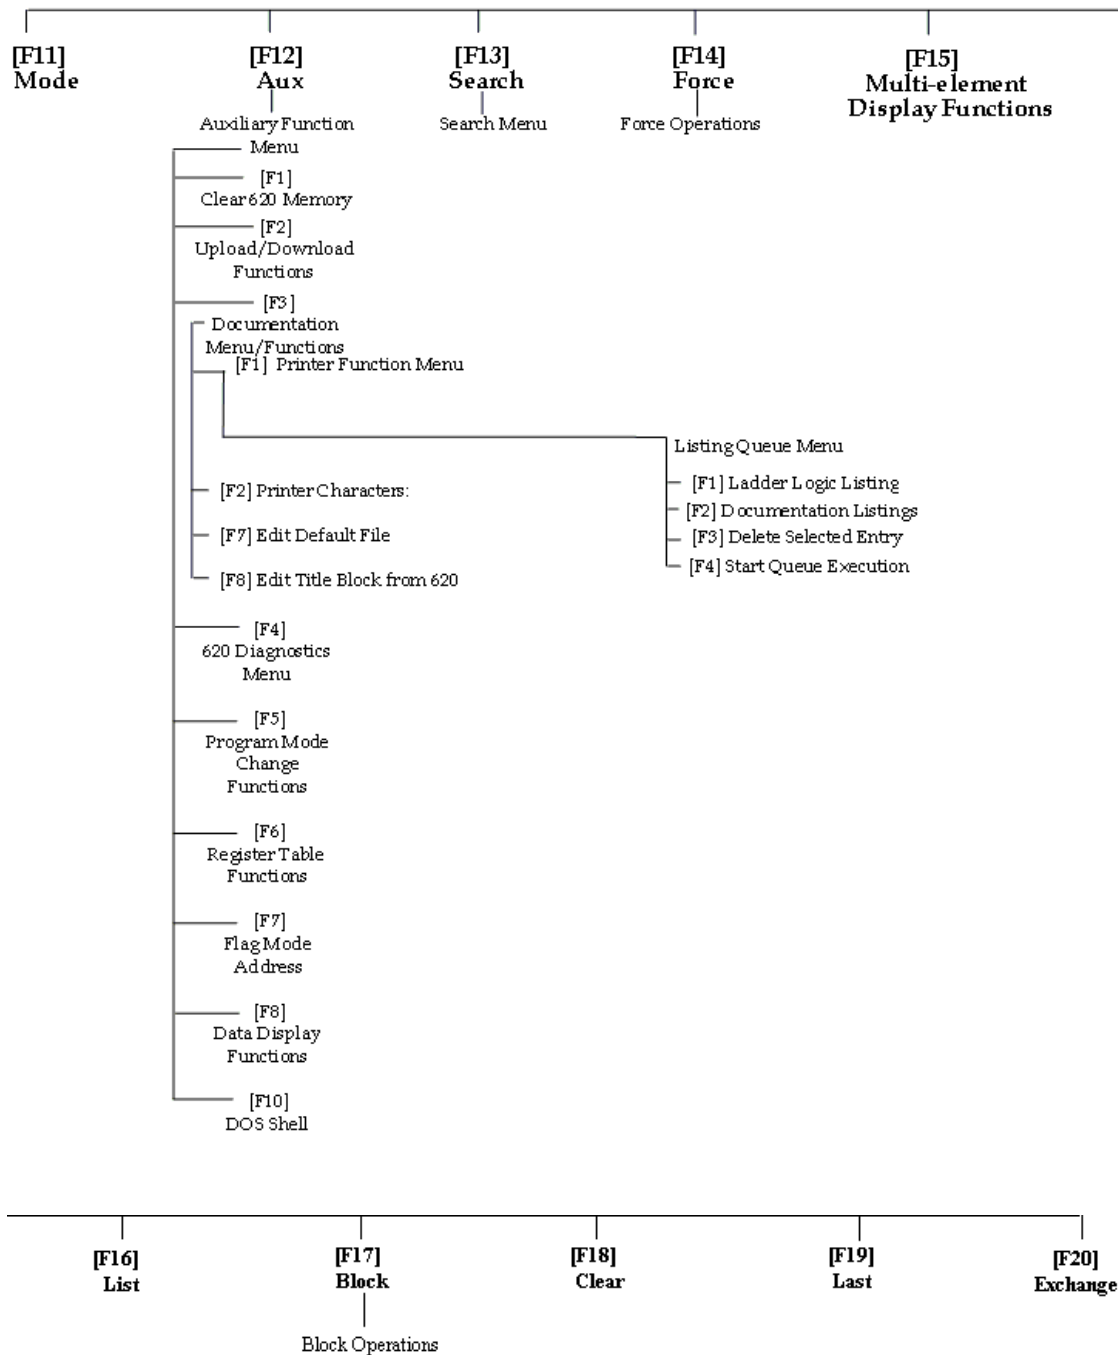 [F11]
Mode
[F12]
Aux
[F13]
Search
[F14]
Force
[F15]
Multi-element
Display Functions
Auxiliary Function
Menu
Search Menu
Force Operations
[F1]
Clear 620 Memory
[F2]
Upload/Download
Functions
[F3]
Documentation
Menu/Functions
[F1] Printer Function Menu
Listing Queue Menu
[F1] Ladder Logic Listing
[F2] Documentation Listings
[F3] Delete Selected Entry
[F4] Start Queue Execution
[F2] Printer Characters:
[F7] Edit Default File
[F8] Edit Title Block from 620
[F4]
620 Diagnostics
Menu
[F5]
Program Mode
Change
Functions
[F6]
Register Table
Functions
[F7]
Flag Mode
Address
[F8]
Data Display
Functions
[F10]
DOS Shell
[F16]
List
[F17]
Block
[F18]
Clear
[F19]
Last
[F20]
Exchange
Block Operations